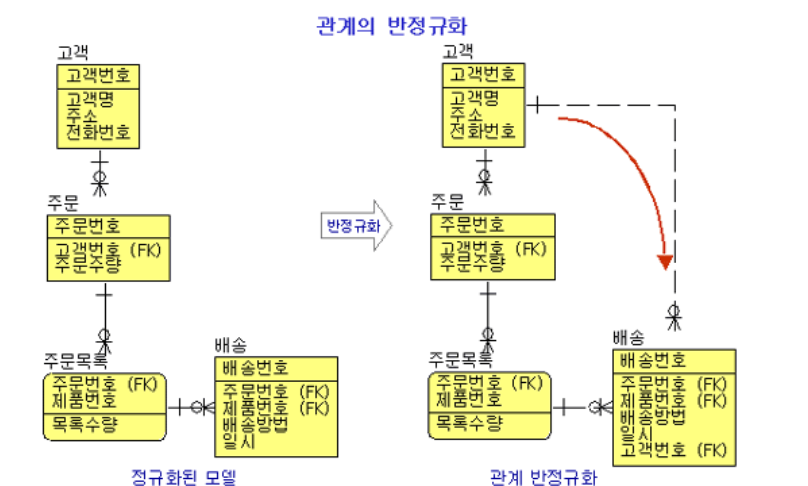 관계의 반정규화
고객
고객번호
고객명
주소
전화번호
주문
주문번호
고객번호 (FK)
주문수량
주문목록
주문번호 (FK)
제품번호
목록수량
배송
배송번호
주문번호 (FK)
제품번호 (FK)
배송방법
일시
정규화된 모델
반정규화
고객
고객번호
고객명
주소
전화번호
주문
주문번호
고객번호 (FK)
주문수량
주문목록
주문번호 (FK)
제품번호
목록수량
배송
배송번호
주문번호 (FK)
제품번호 (FK)
배송방법
일시
고객번호 (FK)
관계 반정규화